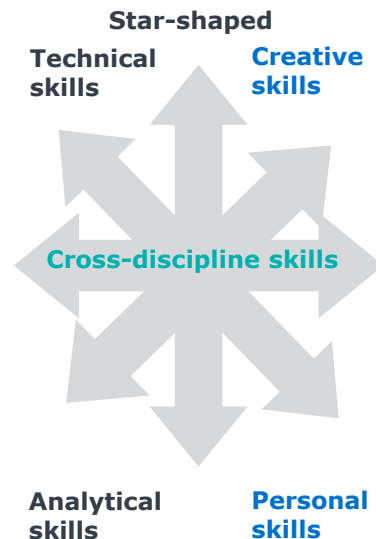 Star-shaped
Technical
skills
Creative
skills
Cross-discipline skills
Analytical
skills
Personal
skills